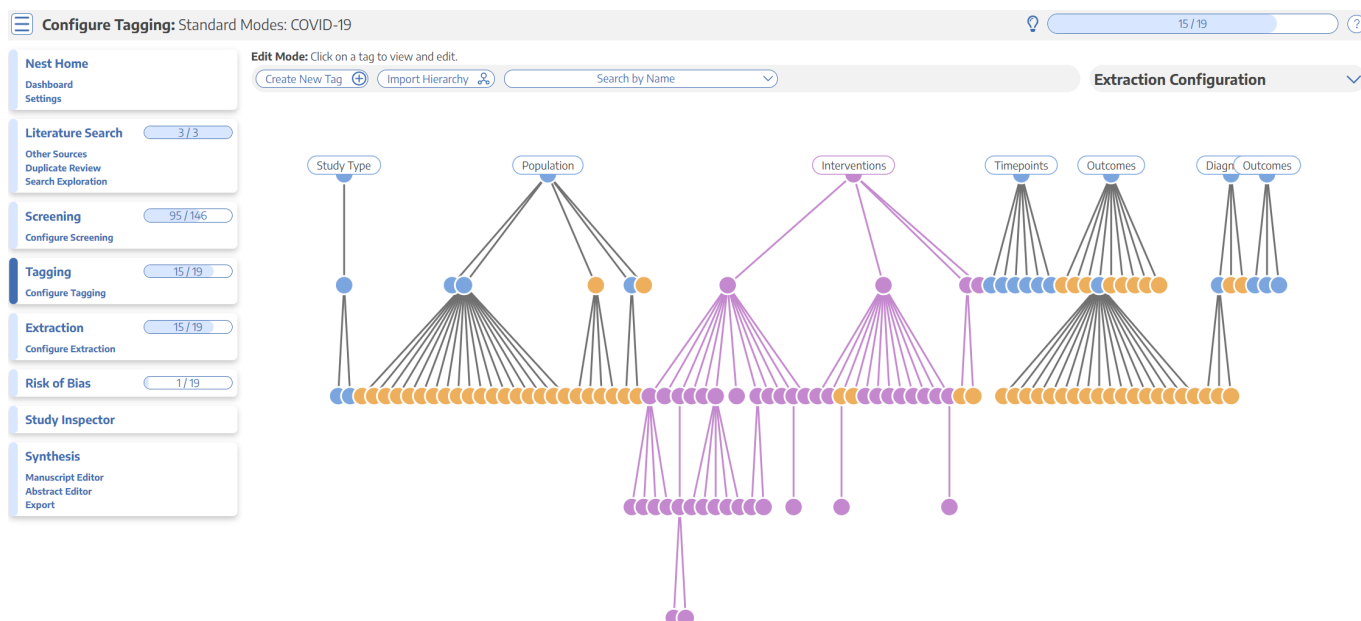 Configure Tagging: Standard Modes: COVID-19
15 / 19
?
Nest Home
Dashboard
Settings
Literature Search 3 / 3
Other Sources
Duplicate Review
Search Exploration
Screening 95 / 146
Configure Screening
Tagging 15 / 19
Configure Tagging
Extraction 15 / 19
Configure Extraction
Risk of Bias 1 / 19
Study Inspector
Synthesis
Manuscript Editor
Abstract Editor
Export
Edit Mode: Click on a tag to view and edit.
Create New Tag
Import Hierarchy
Search by Name
Extraction Configuration
Study Type
Population
Interventions
Timepoints
Outcomes
Diagn
Outcomes